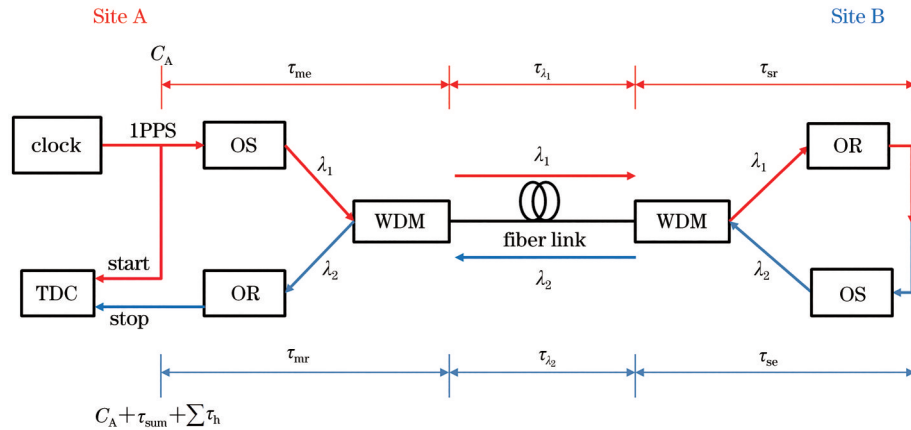 Site A
Site B
C_A
τ_me
τ_λ₁
τ_sr
clock
1PPS
OS
λ₁
λ₁
λ₁
OR
WDM
fiber link
WDM
TDC
start
stop
OR
λ₂
λ₂
λ₂
OS
τ_mr
τ_λ₂
τ_se
C_A+τ_sum+∑τ_h